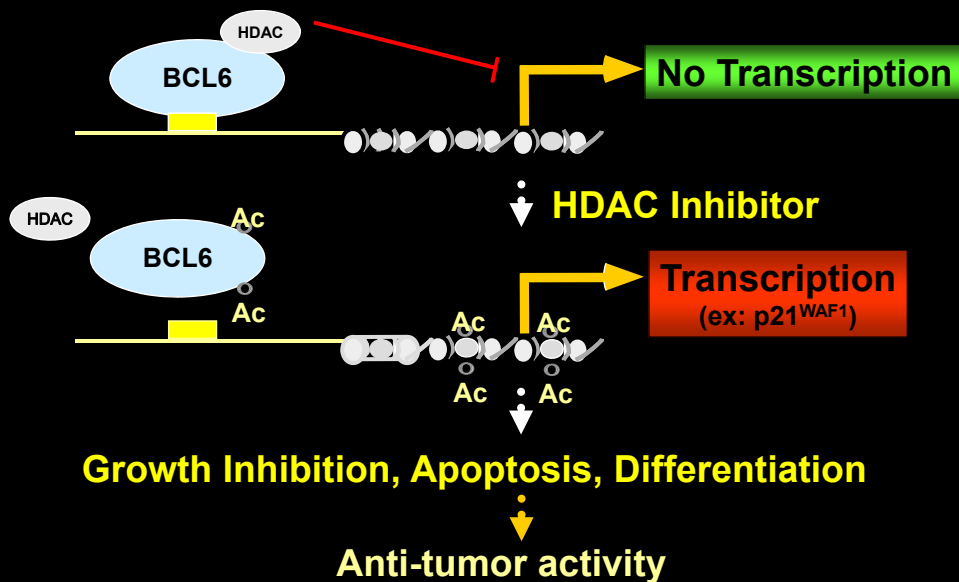 HDAC
BCL6
No Transcription
HDAC Inhibitor
HDAC
Ac
BCL6
Ac
Transcription
(ex: p21WAF1)
Ac Ac
Ac Ac
Growth Inhibition, Apoptosis, Differentiation
Anti-tumor activity